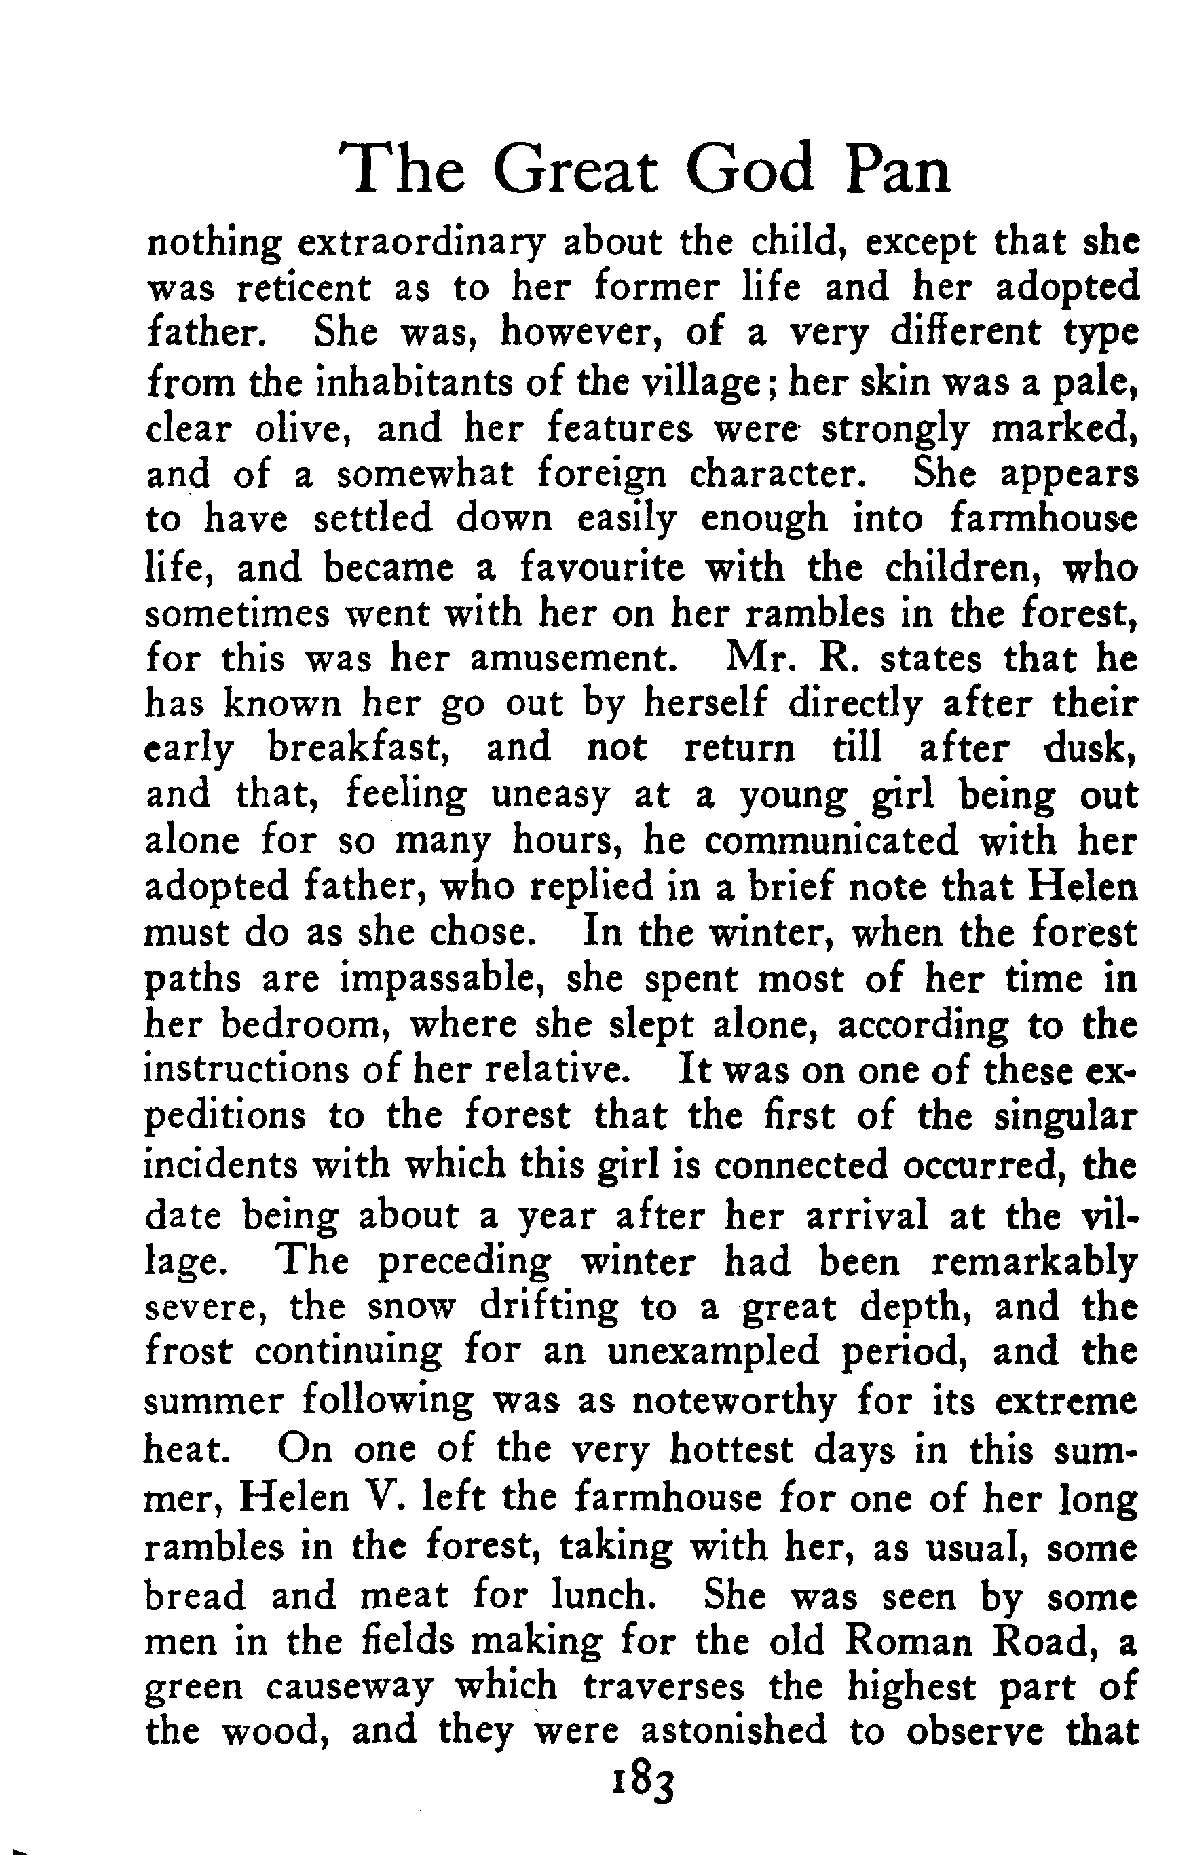 The Great God Pan
nothing extraordinary about the child, except that she
was reticent as to her former life and her adopted
father. She was, however, of a very different type
from the inhabitants of the village; her skin was a pale,
clear olive, and her features were strongly marked,
and of a somewhat foreign character. She appears
to have settled down easily enough into farmhouse
life, and became a favourite with the children, who
sometimes went with her on her rambles in the forest,
for this was her amusement. Mr. R. states that he
has known her go out by herself directly after their
early breakfast, and not return till after dusk,
and that, feeling uneasy at a young girl being out
alone for so many hours, he communicated with her
adopted father, who replied in a brief note that Helen
must do as she chose. In the winter, when the forest
paths are impassable, she spent most of her time in
her bedroom, where she slept alone, according to the
instructions of her relative. It was on one of these ex-
peditions to the forest that the first of the singular
incidents with which this girl is connected occurred, the
date being about a year after her arrival at the vil-
lage. The preceding winter had been remarkably
severe, the snow drifting to a great depth, and the
frost continuing for an unexampled period, and the
summer following was as noteworthy for its extreme
heat. On one of the very hottest days in this sum-
mer, Helen V. left the farmhouse for one of her long
rambles in the forest, taking with her, as usual, some
bread and meat for lunch. She was seen by some
men in the fields making for the old Roman Road, a
green causeway which traverses the highest part of
the wood, and they were astonished to observe that
183